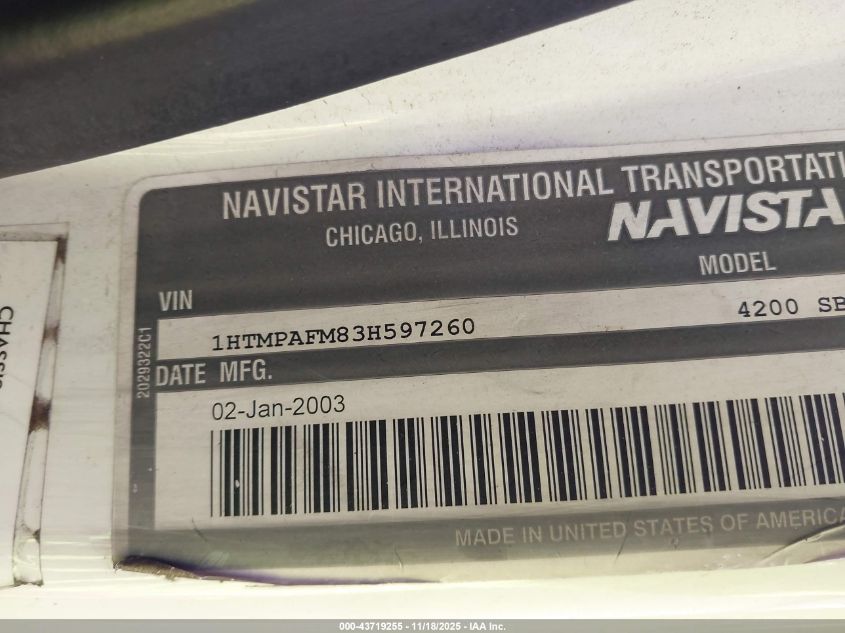 NAVISTAR INTERNATIONAL TRANSPORTATI
CHICAGO, ILLINOIS
NAVISTA
MODEL
VIN
1HTMPAFM83H597260
4200 SB
DATE MFG.
02-Jan-2003
2029322C1
MADE IN UNITED STATES OF AMERICA
CHASSIS
000-43719255 - 11/18/2025 - IAA Inc.